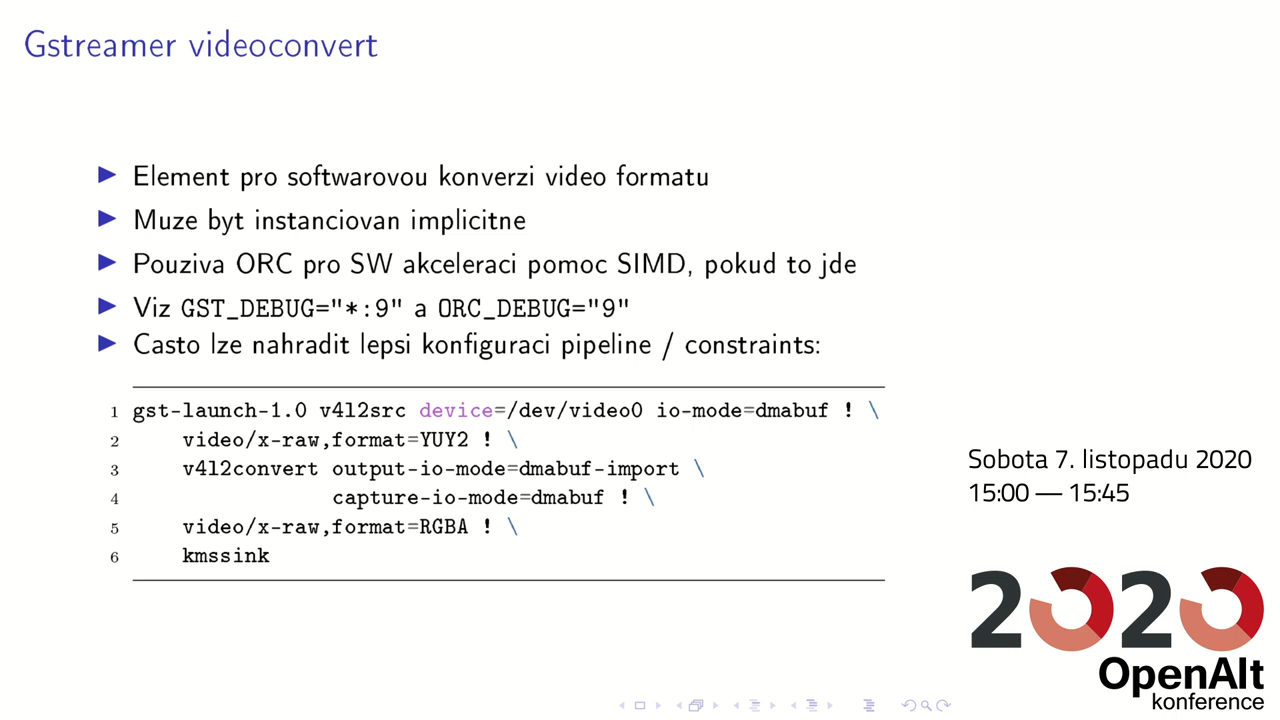 Gstreamer videoconvert
Element pro softwarovou konverzi video formatu
Muze byt instanciovan implicitne
Pouziva ORC pro SW akceleraci pomoc SIMD, pokud to jde
Viz GST_DEBUG="*:9" a ORC_DEBUG="9"
Casto lze nahradit lepsi konfiguraci pipeline / constraints:
1 gst-launch-1.0 v4l2src device=/dev/video0 io-mode=dmabuf ! \
2 video/x-raw,format=YUY2 ! \
3 v4l2convert output-io-mode=dmabuf-import \
4 capture-io-mode=dmabuf ! \
5 video/x-raw,format=RGBA ! \
6 kmssink
Sobota 7. listopadu 2020
15:00 — 15:45
2020
OpenAlt
konference